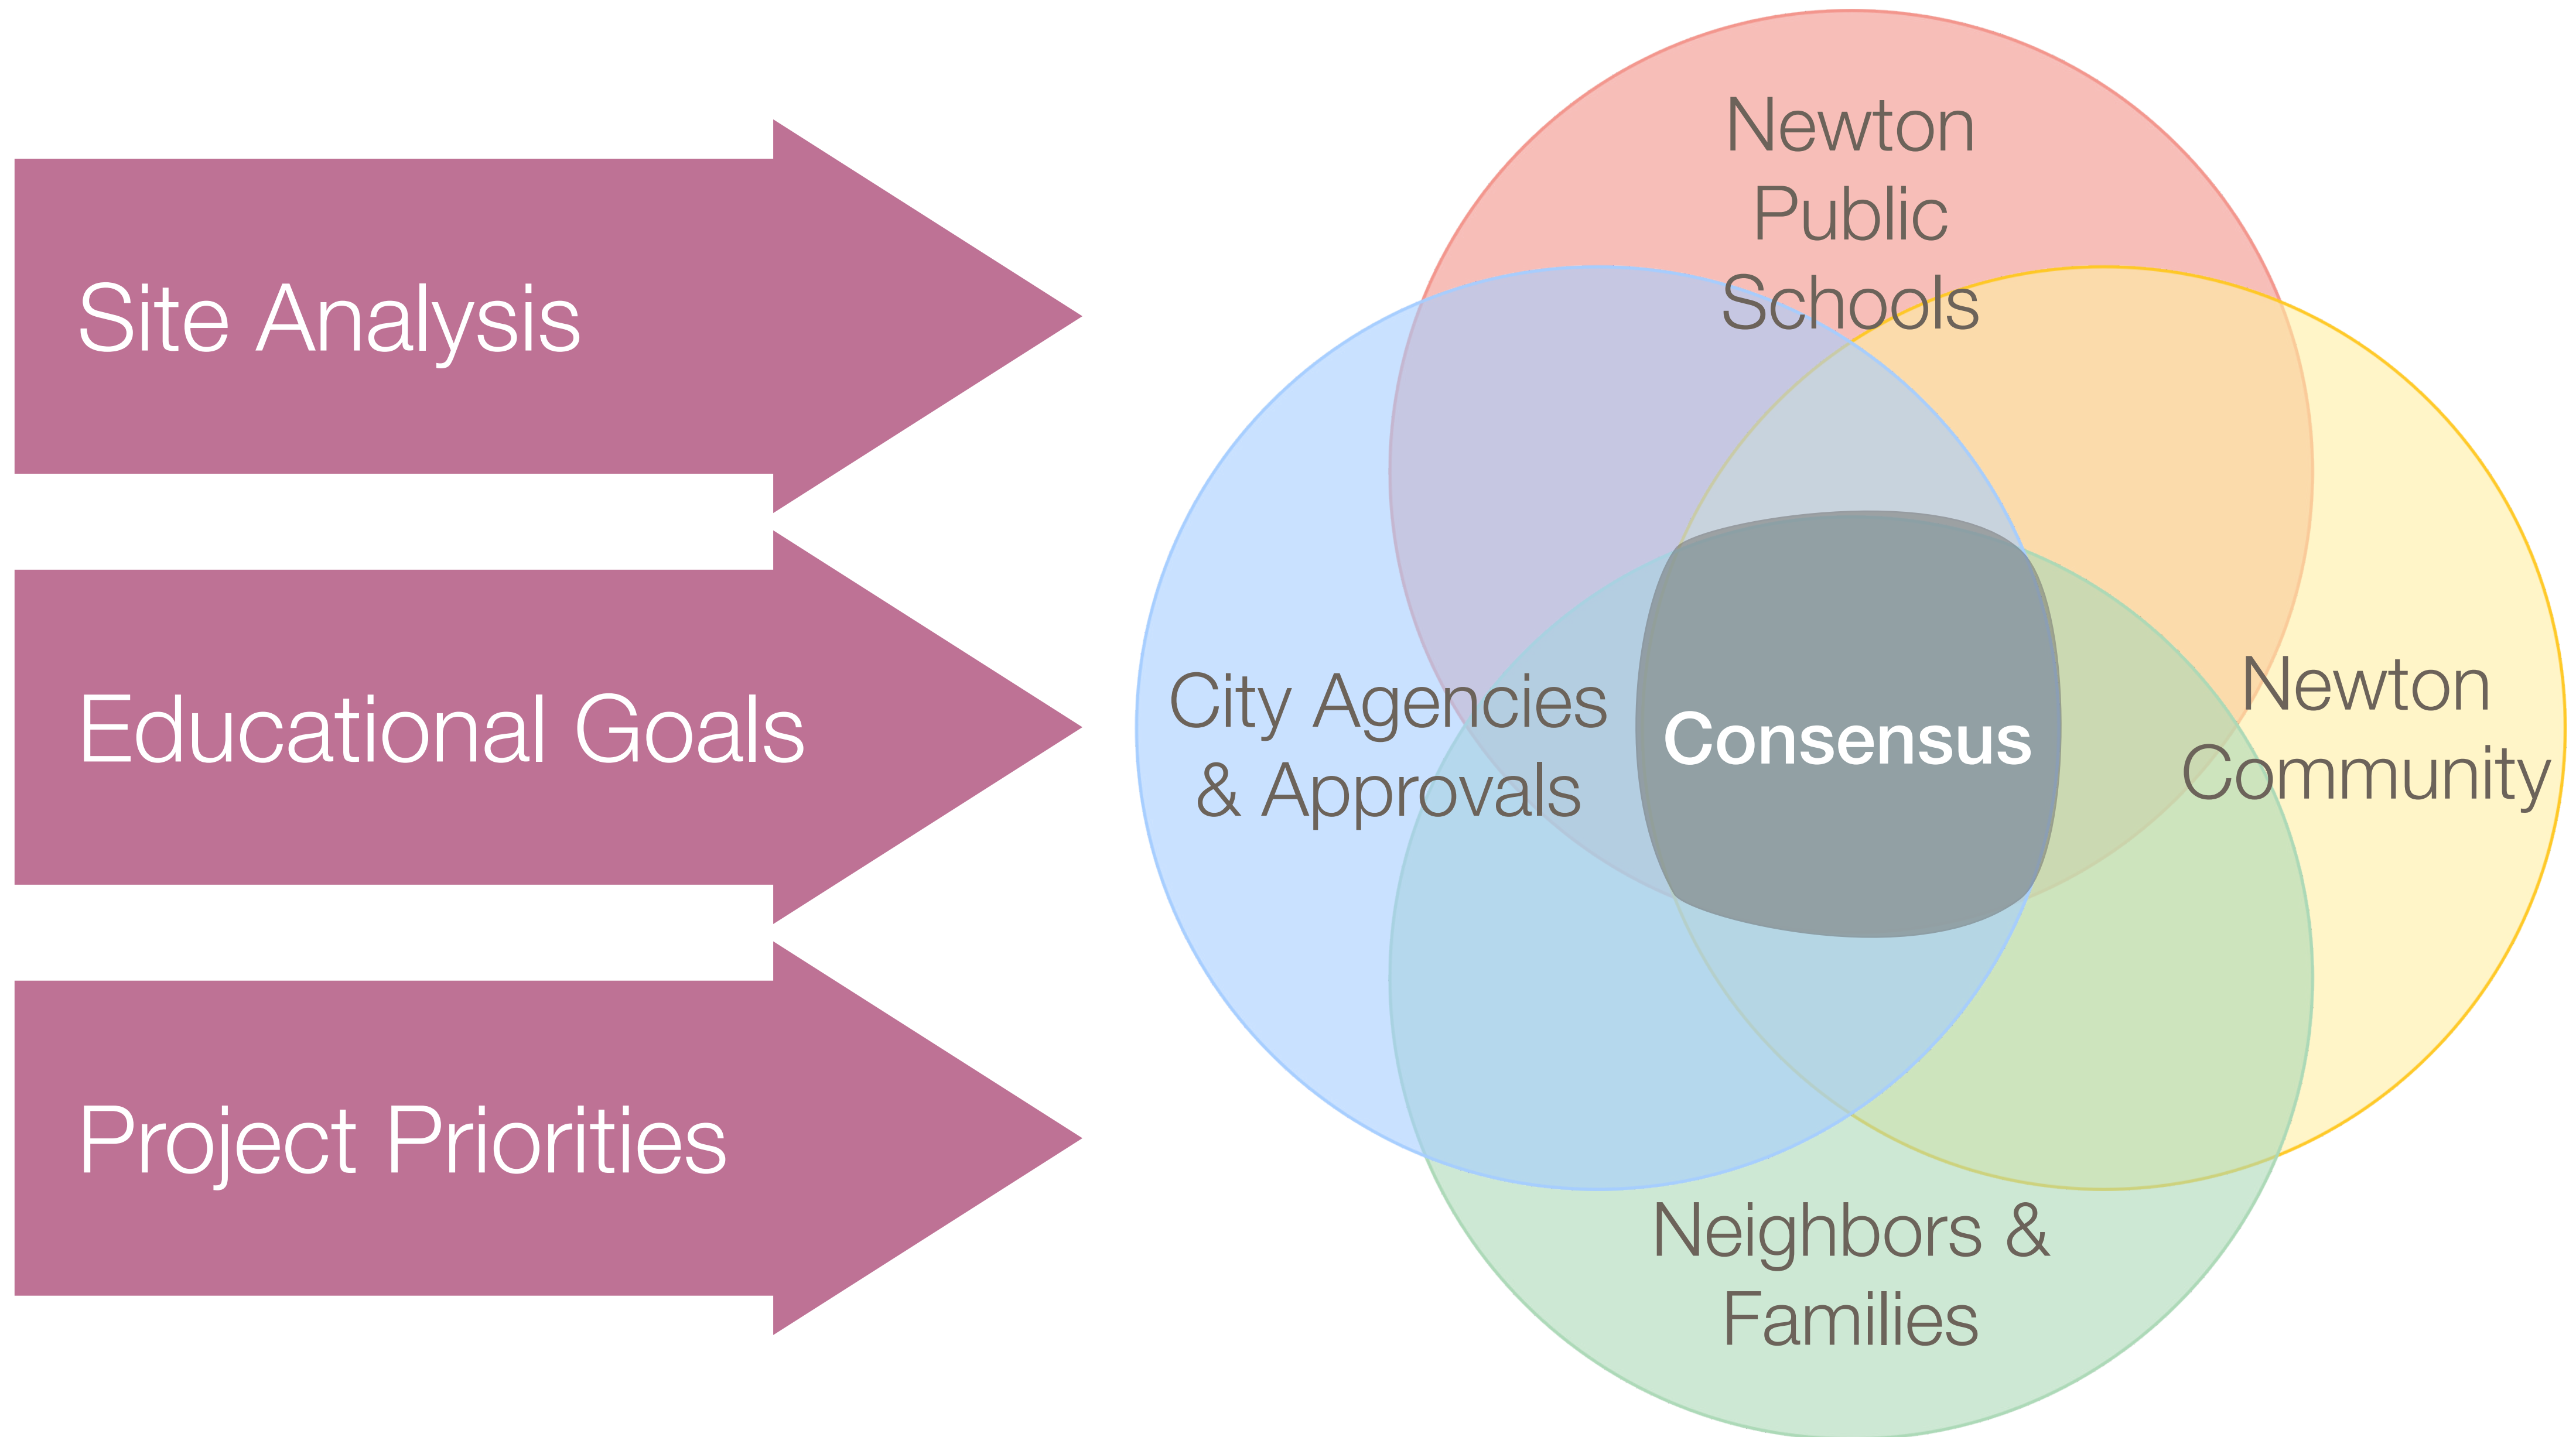 Site Analysis
Educational Goals
Project Priorities
Newton
Public
Schools
City Agencies
& Approvals
Consensus
Newton
Community
Neighbors &
Families